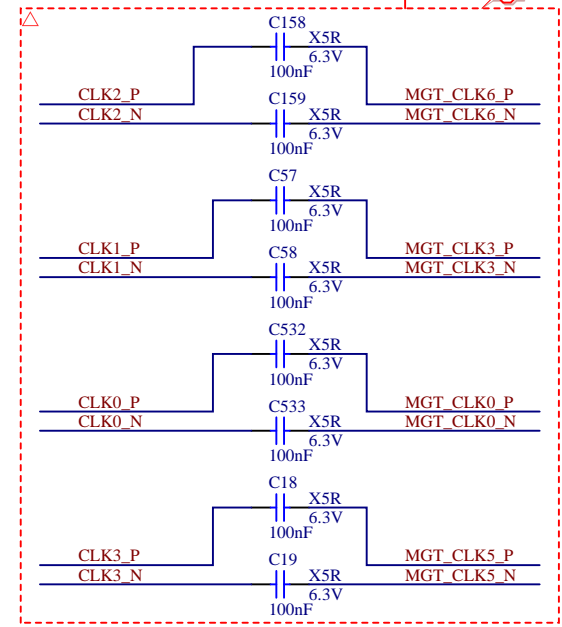 C158
X5R
6.3V
100nF
CLK2_P MGT_CLK6_P
C159
CLK2_N X5R MGT_CLK6_N
6.3V
100nF
C57
X5R
6.3V
100nF
CLK1_P MGT_CLK3_P
C58
CLK1_N X5R MGT_CLK3_N
6.3V
100nF
C532
X5R
6.3V
100nF
CLK0_P MGT_CLK0_P
C533
CLK0_N X5R MGT_CLK0_N
6.3V
100nF
C18
X5R
6.3V
100nF
CLK3_P MGT_CLK5_P
C19
CLK3_N X5R MGT_CLK5_N
6.3V
100nF